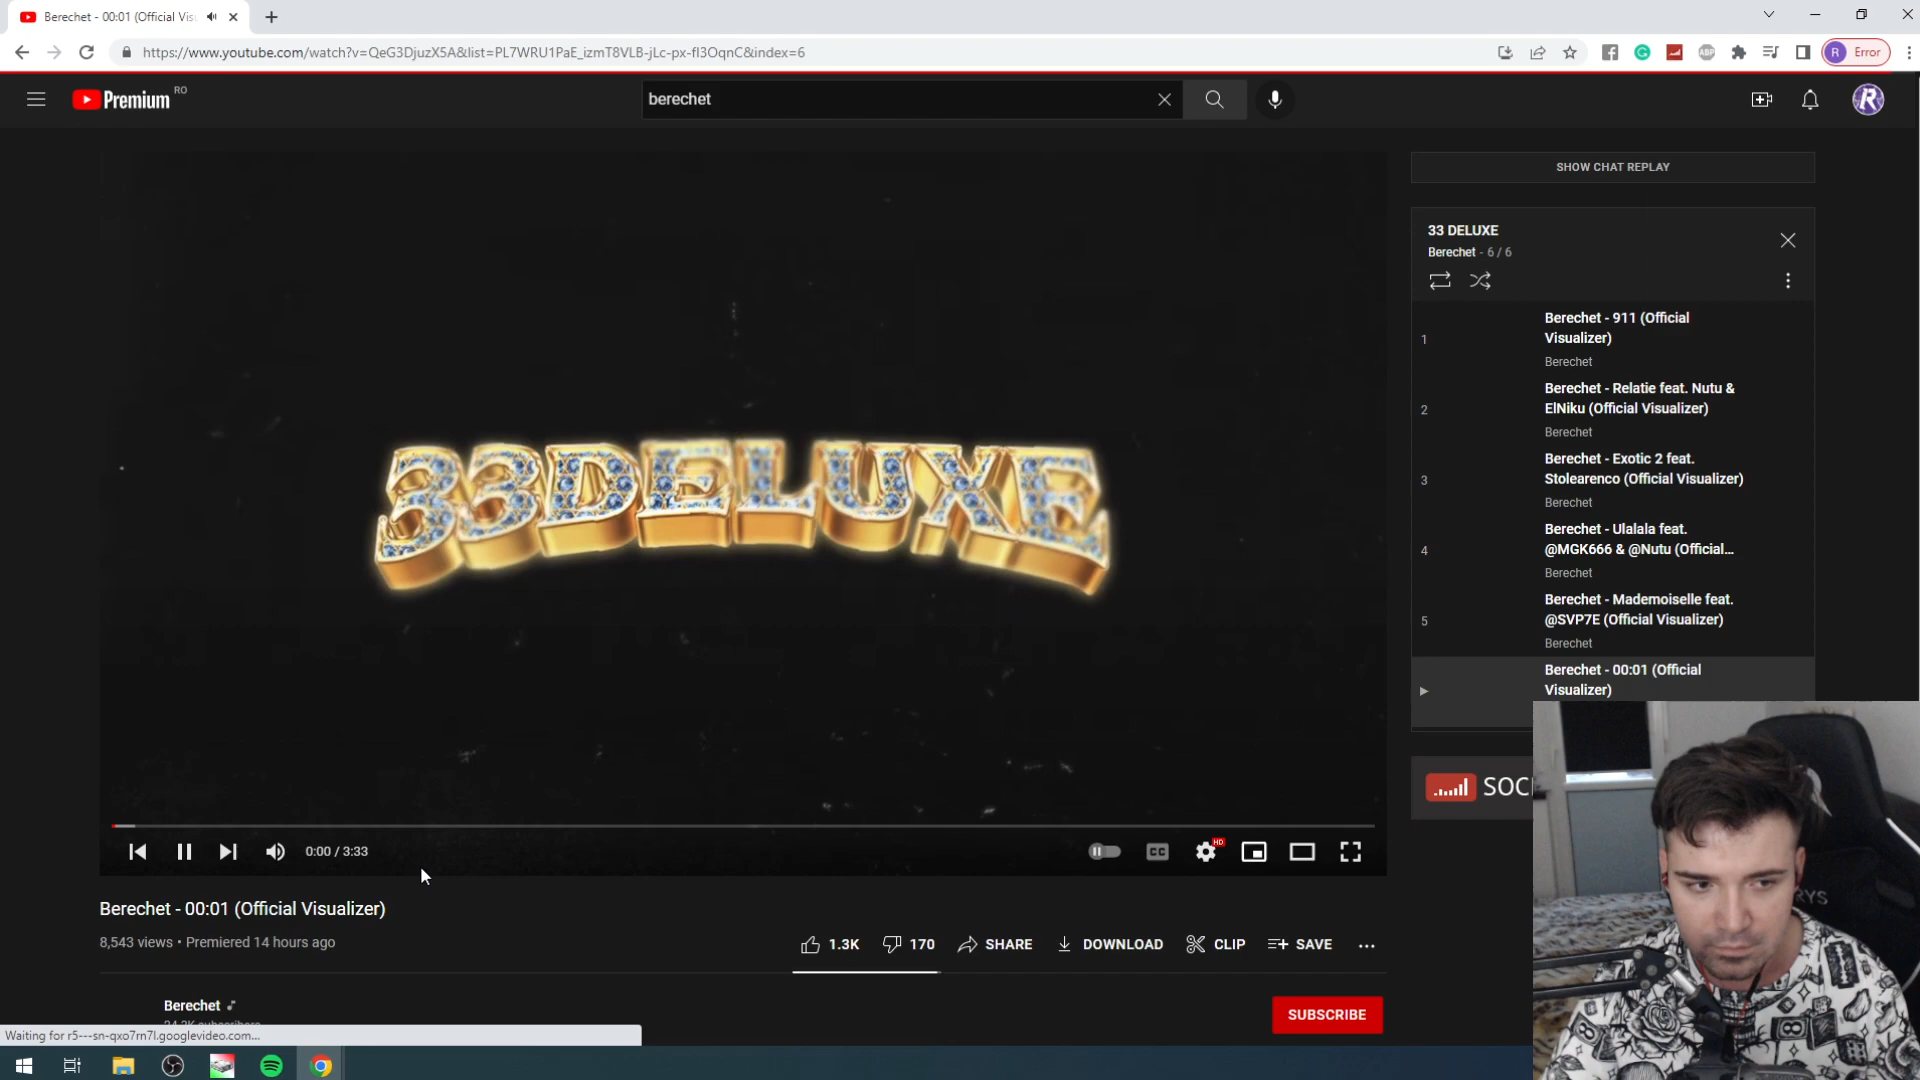 Berechet - 00:01 (Official Vis
https://www.youtube.com/watch?v=QeG3DjuzX5A&list=PL7WRU1PaE_izmT8VLB-jLc-px-fI3OqnC&index=6
ABP
R Error
Premium RO
berechet
R
SHOW CHAT REPLAY
33 DELUXE
Berechet - 6 / 6
1
Berechet - 911 (Official
Visualizer)
Berechet
2
Berechet - Relatie feat. Nutu &
ElNiku (Official Visualizer)
Berechet
3
Berechet - Exotic 2 feat.
Stolearenco (Official Visualizer)
Berechet
4
Berechet - Ulalala feat.
@MGK666 & @Nutu (Official...
Berechet
5
Berechet - Mademoiselle feat.
@SVP7E (Official Visualizer)
Berechet
Berechet - 00:01 (Official
Visualizer)
SOCI
33DELUXE
0:00 / 3:33
CC
HD
Berechet - 00:01 (Official Visualizer)
8,543 views • Premiered 14 hours ago
1.3K
170
SHARE
DOWNLOAD
CLIP
SAVE
Berechet
SUBSCRIBE
Waiting for r5---sn-qxo7rn7l.googlevideo.com...